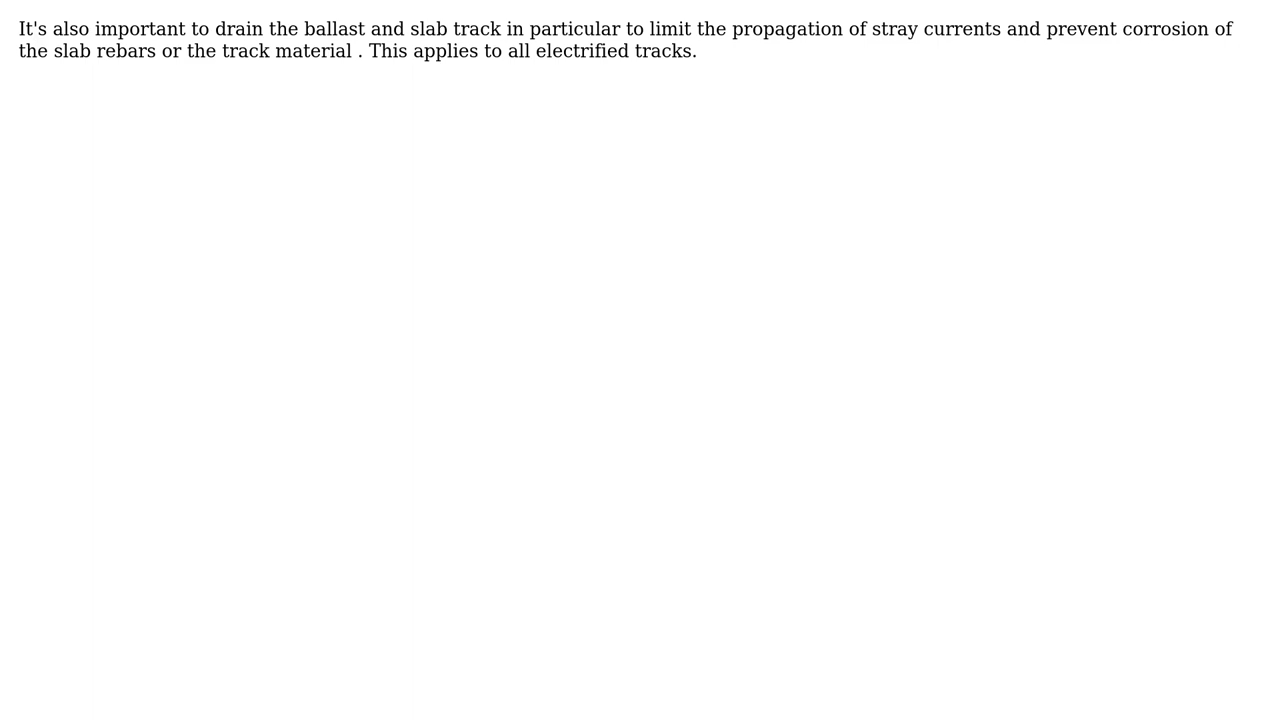 It's also important to drain the ballast and slab track in particular to limit the propagation of stray currents and prevent corrosion of
the slab rebars or the track material . This applies to all electrified tracks.